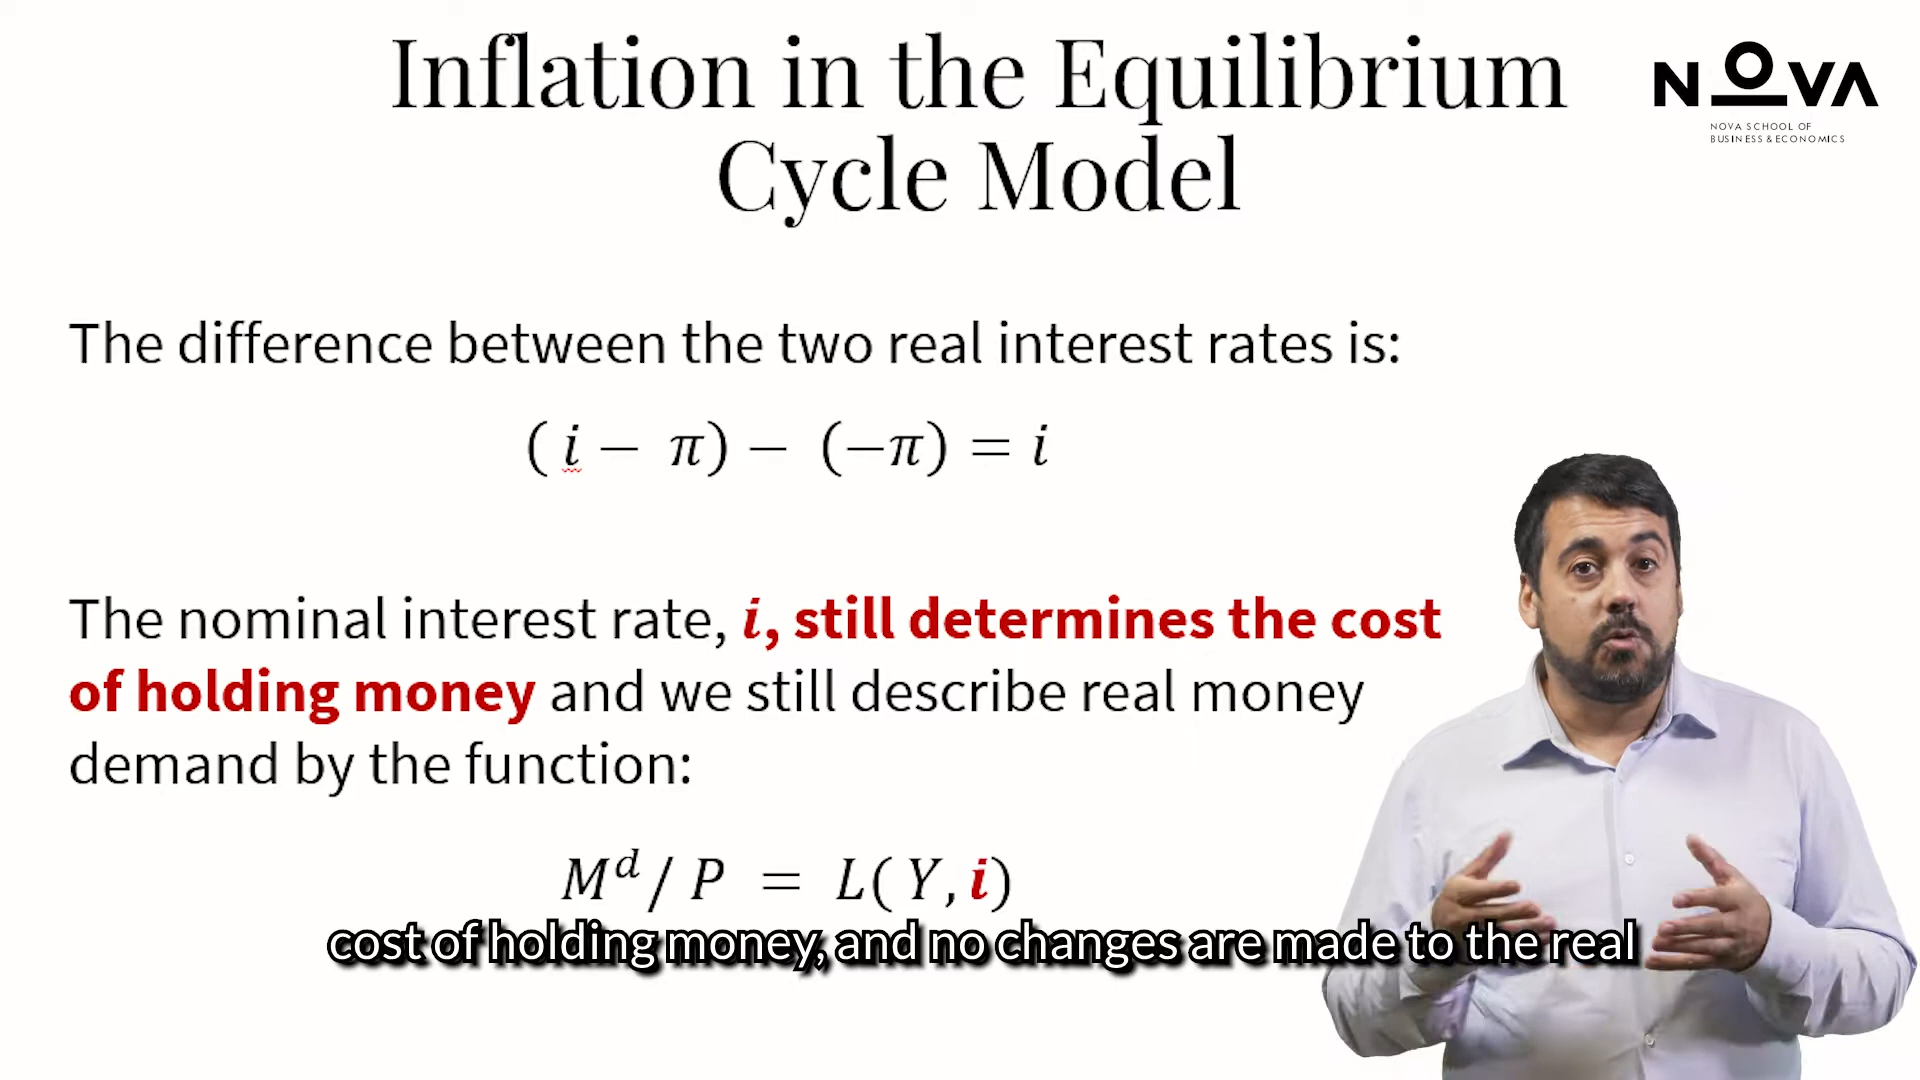 Inflation in the Equilibrium
Cycle Model
NOVA
NOVA SCHOOL OF
BUSINESS & ECONOMICS
The difference between the two real interest rates is:
( i − π) − (−π) = i
The nominal interest rate, i, still determines the cost
of holding money and we still describe real money
demand by the function:
Mᵈ/ P = L( Y, i)
cost of holding money, and no changes are made to the real